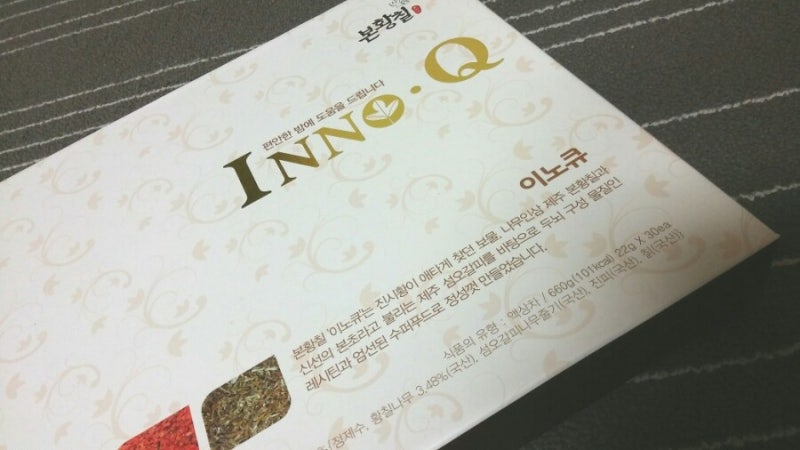 본황칠
편안한 밤에 도움을 드립니다
INNO·Q
이노큐
본황칠 '이노큐'는 진시황이 애타게 찾던 보물, 나무인삼 제주 본황칠과
신선의 본초라고 불리는 제주 섬오갈피를 바탕으로 두뇌 구성 물질인
레시틴과 엄선된 수퍼푸드로 정성껏 만들었습니다.
식품의 유형 : 액상차 / 660g(101kcal) 22g X 30ea
%/정제수, 황칠나무 3.48%(국산), 섬오갈피나무줄기(국산), 진피(국산), 칡(국산)